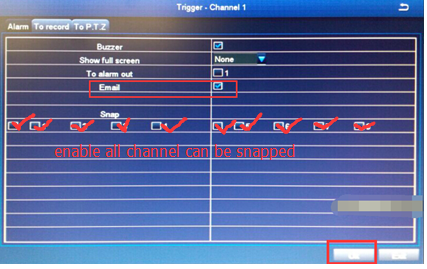 Trigger - Channel 1
Alarm To record To P.T.Z
Buzzer
Show full screen None
To alarm out 1
Email
Snap
enable all channel can be snapped